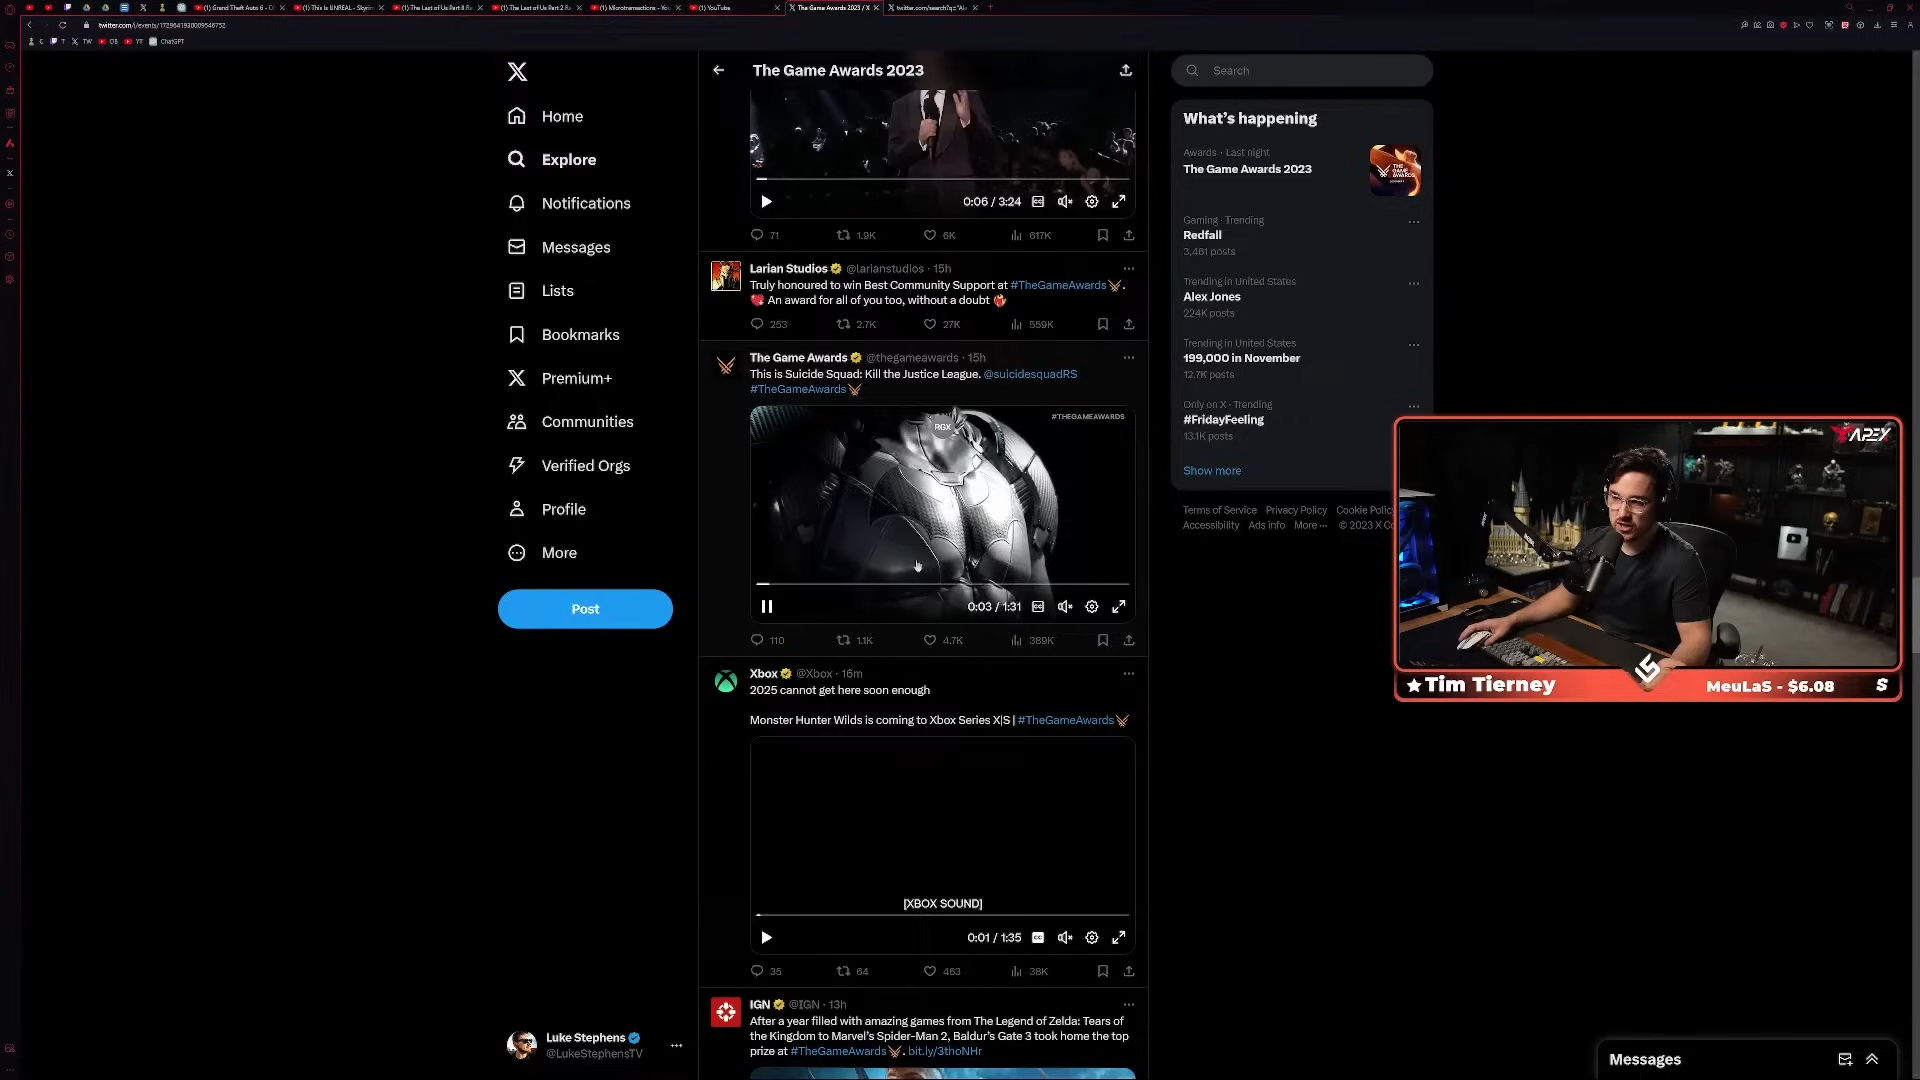 (1) Grand Theft Auto 6 - Di
(1) This Is UNREAL - Skyrim
(1) The Last of Us Part II Re
(1) The Last of Us Part 2 Re
(1) Microtransactions - You
(1) YouTube
The Game Awards 2023 / X
twitter.com/search?q="Al
twitter.com/i/events/1729641930009546752
C
T
TW
DB
YT
ChatGPT
The Game Awards 2023
Search
Home
Explore
Notifications
Messages
Lists
Bookmarks
Premium+
Communities
Verified Orgs
Profile
More
Post
Luke Stephens
@LukeStephensTV
0:06 / 3:24
71
1.9K
6K
617K
Larian Studios @larianstudios · 15h
Truly honoured to win Best Community Support at #TheGameAwards.
An award for all of you too, without a doubt
253
2.7K
27K
559K
The Game Awards @thegameawards · 15h
This is Suicide Squad: Kill the Justice League. @suicidesquadRS
#TheGameAwards
#THEGAMEAWARDS
RGX
0:03 / 1:31
110
1.1K
4.7K
389K
Xbox @Xbox · 16m
2025 cannot get here soon enough
Monster Hunter Wilds is coming to Xbox Series X|S | #TheGameAwards
[XBOX SOUND]
0:01 / 1:35
35
64
463
38K
IGN @IGN · 13h
After a year filled with amazing games from The Legend of Zelda: Tears of
the Kingdom to Marvel's Spider-Man 2, Baldur's Gate 3 took home the top
prize at #TheGameAwards. bit.ly/3thoNHr
What's happening
Awards · Last night
The Game Awards 2023
THE GAME AWARDS
Gaming · Trending
Redfall
3,461 posts
Trending in United States
Alex Jones
224K posts
Trending in United States
199,000 in November
12.7K posts
Only on X · Trending
#FridayFeeling
13.1K posts
Show more
Terms of Service Privacy Policy Cookie Polic
Accessibility Ads info More ··· © 2023 X Co
APEX
Tim Tierney
MeuLaS - $6.08
$
Messages